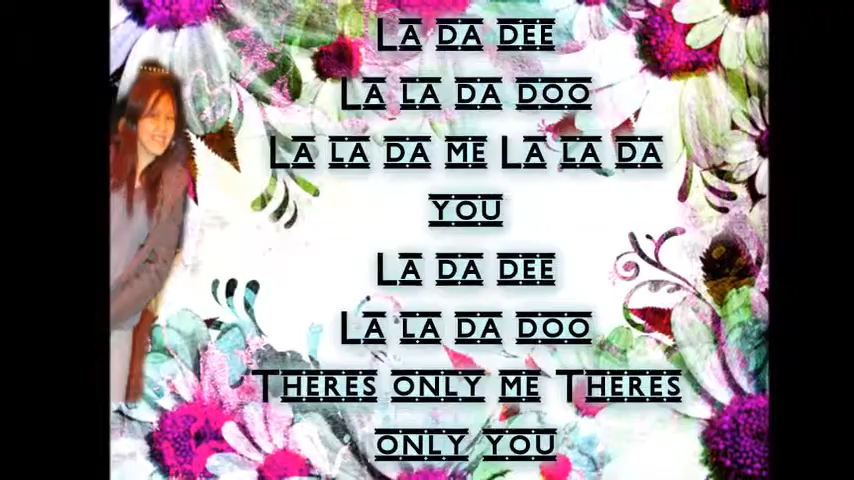 La da dee
La la da doo
La la da me La la da
you
La da dee
La la da doo
Theres only me Theres
only you